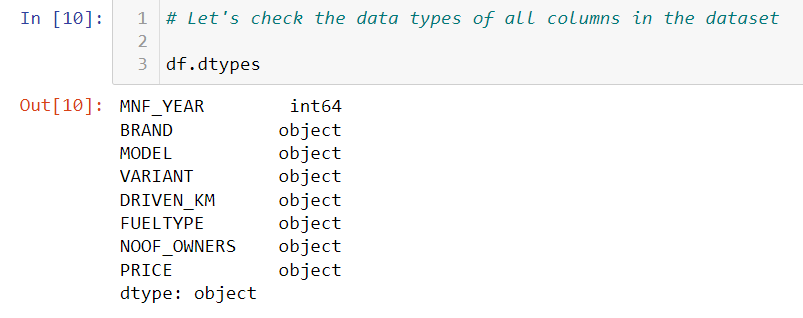 In [10]: 1 # Let's check the data types of all columns in the dataset
2
3 df.dtypes
Out[10]: MNF_YEAR int64
BRAND object
MODEL object
VARIANT object
DRIVEN_KM object
FUELTYPE object
NOOF_OWNERS object
PRICE object
dtype: object